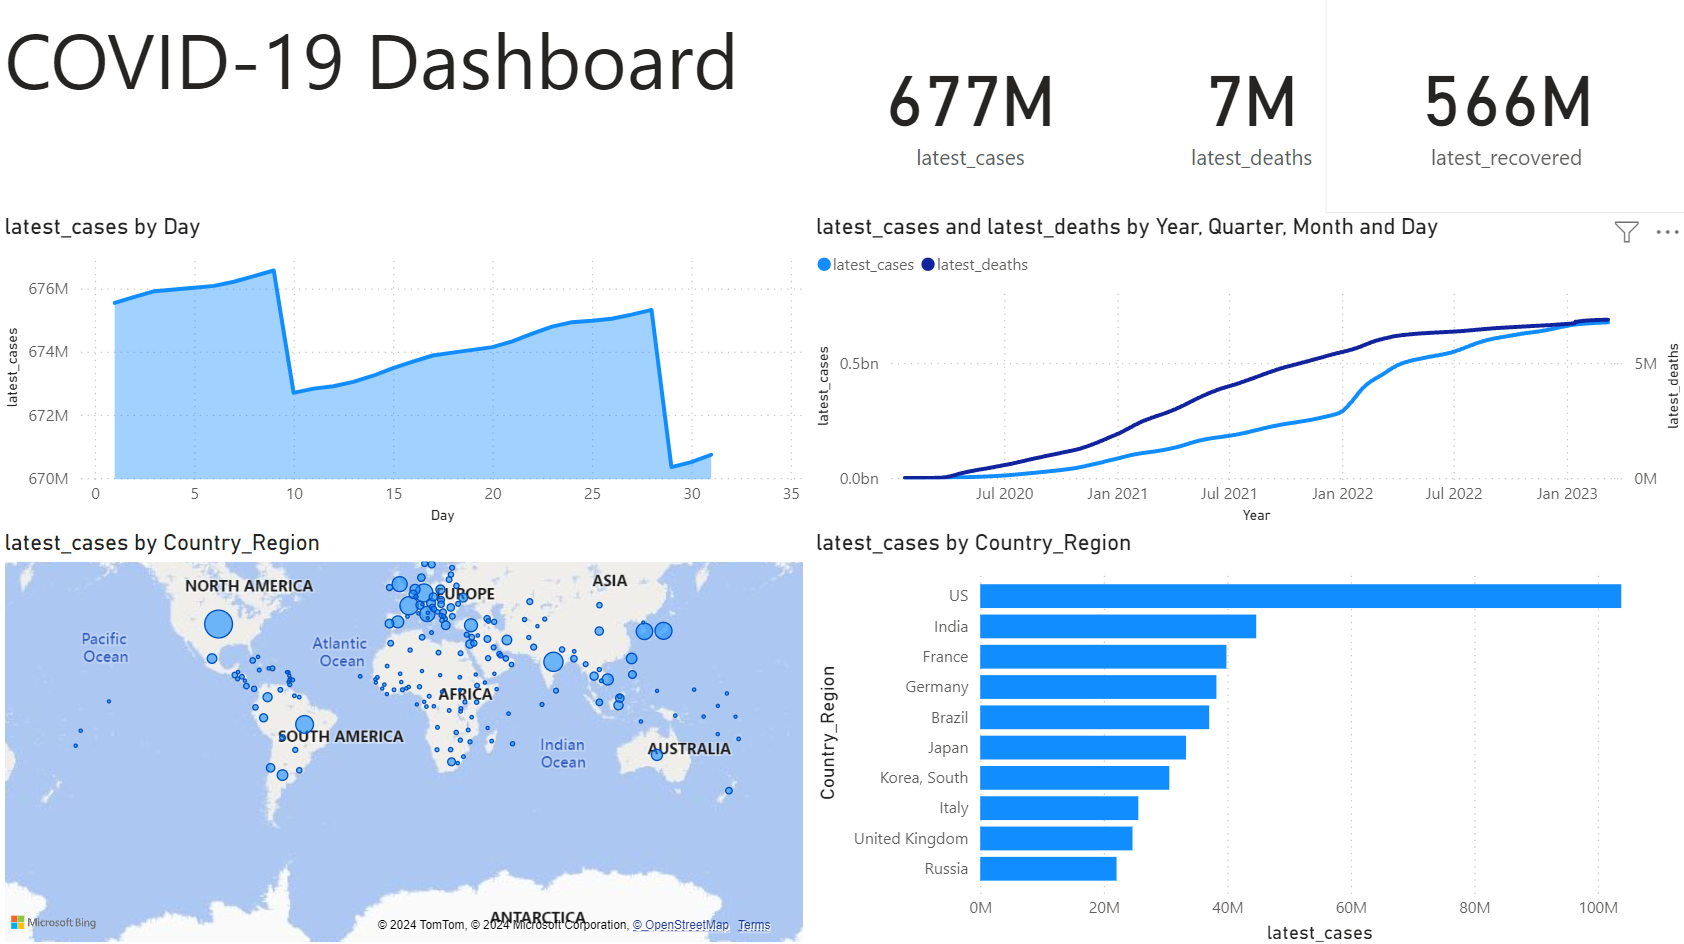 COVID-19 Dashboard
677M
latest_cases
7M
latest_deaths
566M
latest_recovered
latest_cases by Day
latest_cases
676M
674M
672M
670M
0 5 10 15 20 25 30 35
Day
latest_cases and latest_deaths by Year, Quarter, Month and Day
latest_cases latest_deaths
latest_cases
0.5bn
0.0bn
5M
0M
latest_deaths
Jul 2020 Jan 2021 Jul 2021 Jan 2022 Jul 2022 Jan 2023
Year
latest_cases by Country_Region
NORTH AMERICA
EUROPE
ASIA
Pacific
Ocean
Atlantic
Ocean
AFRICA
SOUTH AMERICA
Indian
Ocean
AUSTRALIA
ANTARCTICA
Microsoft Bing
© 2024 TomTom, © 2024 Microsoft Corporation, © OpenStreetMap Terms
latest_cases by Country_Region
Country_Region
US
India
France
Germany
Brazil
Japan
Korea, South
Italy
United Kingdom
Russia
0M 20M 40M 60M 80M 100M
latest_cases